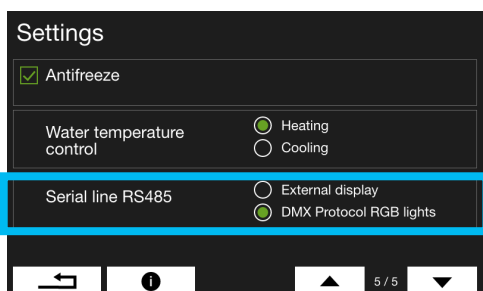 Settings
Antifreeze
Water temperature
control
Heating
Cooling
Serial line RS485
External display
DMX Protocol RGB lights
i
5/5